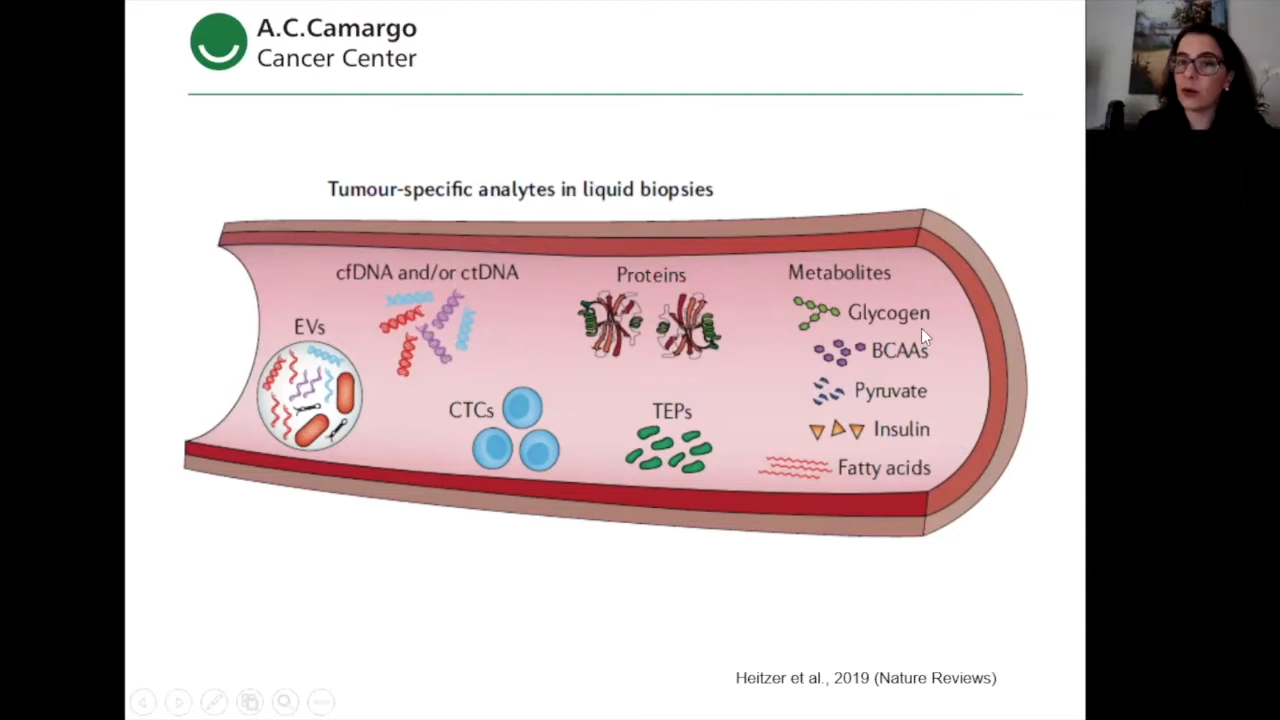 A.C.Camargo
Cancer Center
Tumour-specific analytes in liquid biopsies
cfDNA and/or ctDNA
Proteins
Metabolites
Glycogen
EVs
BCAAs
Pyruvate
CTCs
TEPs
Insulin
Fatty acids
Heitzer et al., 2019 (Nature Reviews)